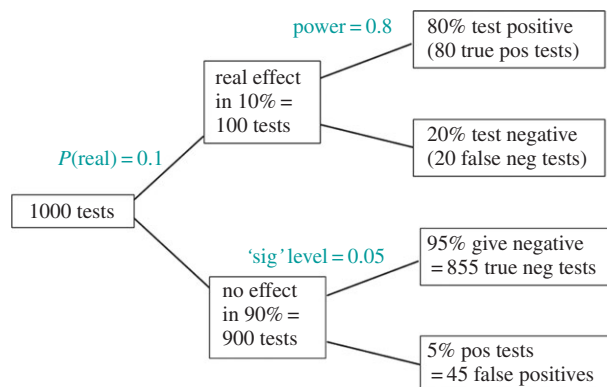 power = 0.8
80% test positive
(80 true pos tests)
real effect
in 10% =
100 tests
20% test negative
(20 false neg tests)
P(real) = 0.1
1000 tests
'sig' level = 0.05
95% give negative
= 855 true neg tests
no effect
in 90% =
900 tests
5% pos tests
= 45 false positives